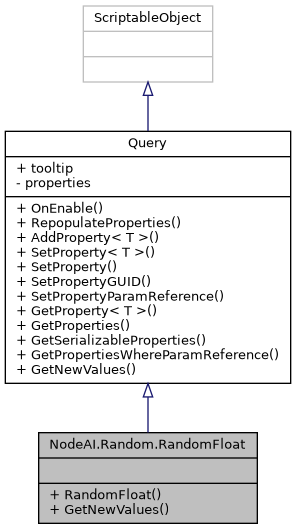 ScriptableObject
Query
+ tooltip
- properties
+ OnEnable()
+ RepopulateProperties()
+ AddProperty< T >()
+ SetProperty< T >()
+ SetProperty()
+ SetPropertyGUID()
+ SetPropertyParamReference()
+ GetProperty< T >()
+ GetProperties()
+ GetSerializableProperties()
+ GetPropertiesWhereParamReference()
+ GetNewValues()
NodeAI.Random.RandomFloat
+ RandomFloat()
+ GetNewValues()